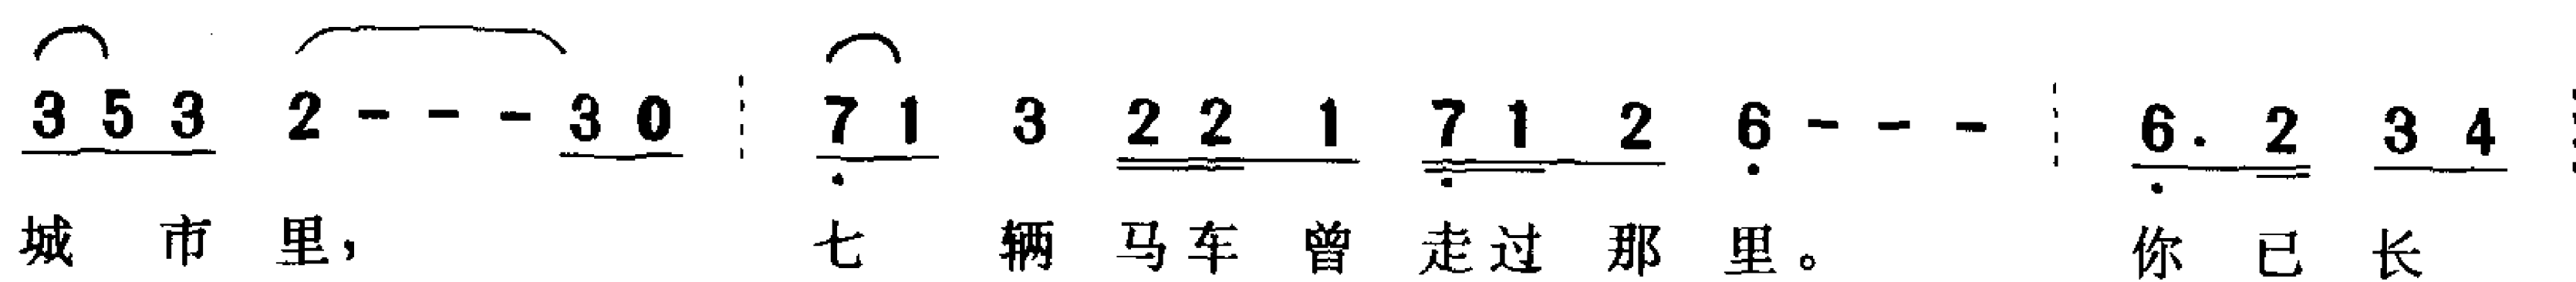 3 5 3 2 - - - 3 0 7 1 3 2 2 1 7 1 2 6 - - - 6 . 2 3 4
城 市 里， 七 辆 马 车 曾 走 过 那 里。 你 已 长